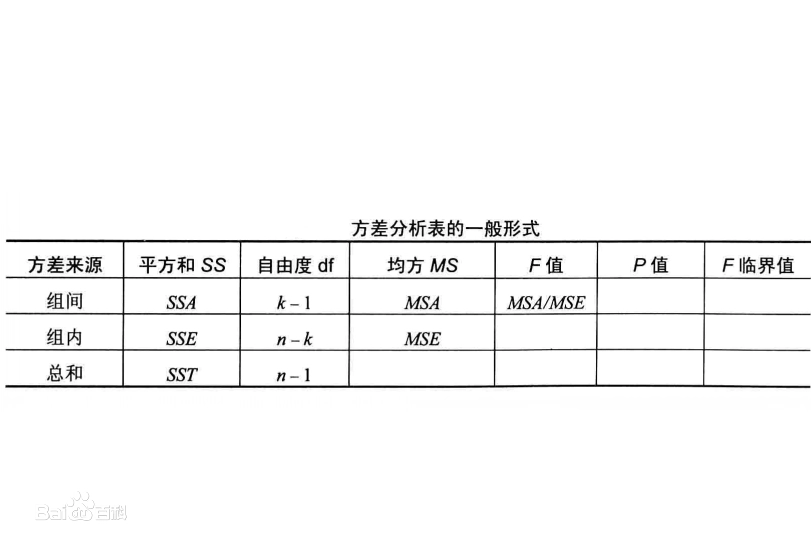 方差分析表的一般形式
方差来源 平方和 SS 自由度 df 均方 MS F 值 P 值 F 临界值
组间 SSA k – 1 MSA MSA/MSE
组内 SSE n – k MSE
总和 SST n – 1
Bai百科